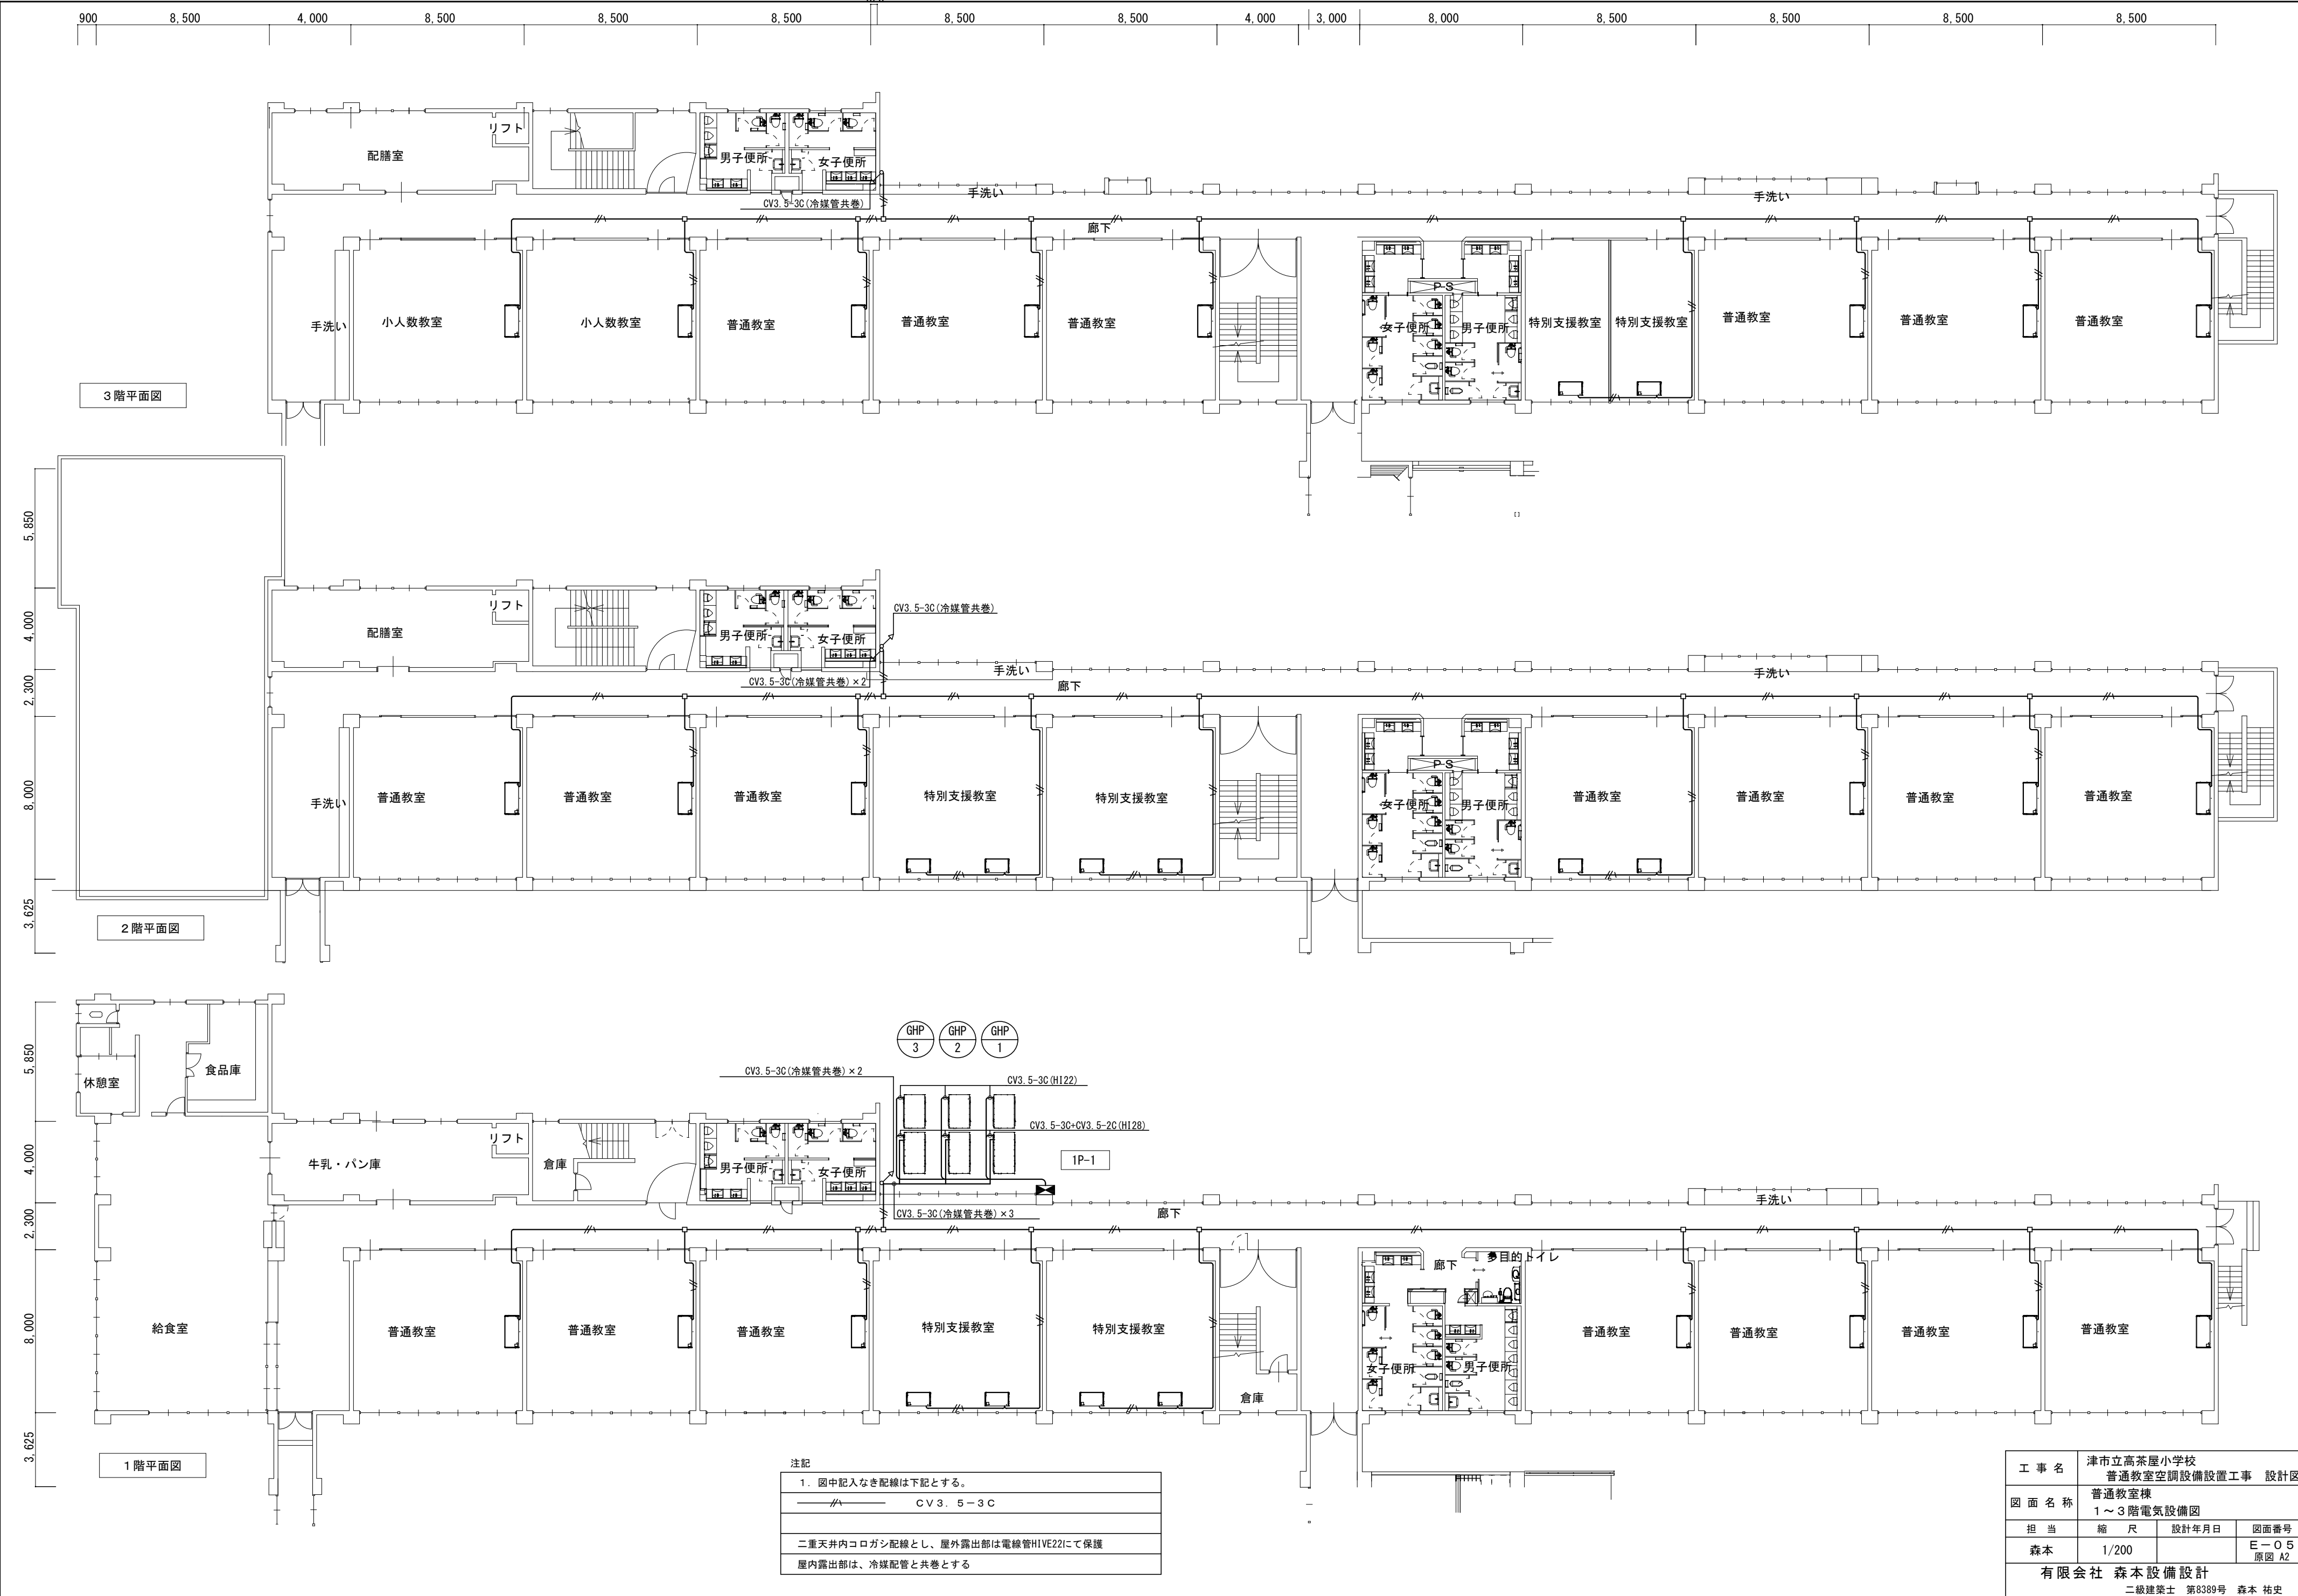 900 8,500 4,000 8,500 8,500 8,500 8,500 8,500 4,000 3,000 8,000 8,500 8,500 8,500 8,500
リフト
配膳室
男子便所
女子便所
手洗い
手洗い
CV3.5-3C(冷媒管共巻)
廊下
P-S
手洗い
小人数教室
小人数教室
普通教室
普通教室
普通教室
女子便所
男子便所
特別支援教室
特別支援教室
普通教室
普通教室
普通教室
3階平面図
5,850
4,000
2,300
8,000
3,625
リフト
CV3.5-3C(冷媒管共巻)
配膳室
男子便所
女子便所
手洗い
手洗い
CV3.5-3C(冷媒管共巻)×2
廊下
P-S
手洗い
普通教室
普通教室
普通教室
特別支援教室
特別支援教室
女子便所
男子便所
普通教室
普通教室
普通教室
普通教室
2階平面図
5,850
4,000
2,300
8,000
3,625
GHP
3
GHP
2
GHP
1
休憩室
食品庫
CV3.5-3C(冷媒管共巻)×2
CV3.5-3C(HI22)
CV3.5-3C+CV3.5-2C(HI28)
リフト
牛乳・パン庫
倉庫
男子便所
女子便所
1P-1
手洗い
CV3.5-3C(冷媒管共巻)×3
廊下
廊下
多目的トイレ
給食室
普通教室
普通教室
普通教室
特別支援教室
特別支援教室
倉庫
女子便所
男子便所
普通教室
普通教室
普通教室
普通教室
1階平面図
注記
1. 図中記入なき配線は下記とする。
CV3.5-3C
二重天井内コロガシ配線とし、屋外露出部は電線管HIVE22にて保護
屋内露出部は、冷媒配管と共巻とする
工事名
津市立高茶屋小学校
普通教室空調設備設置工事 設計図
図面名称
普通教室棟
1～3階電気設備図
担当 縮尺 設計年月日 図面番号
森本 1/200 E-05
原図 A2
有限会社 森本設備設計
二級建築士 第8389号 森本 祐史